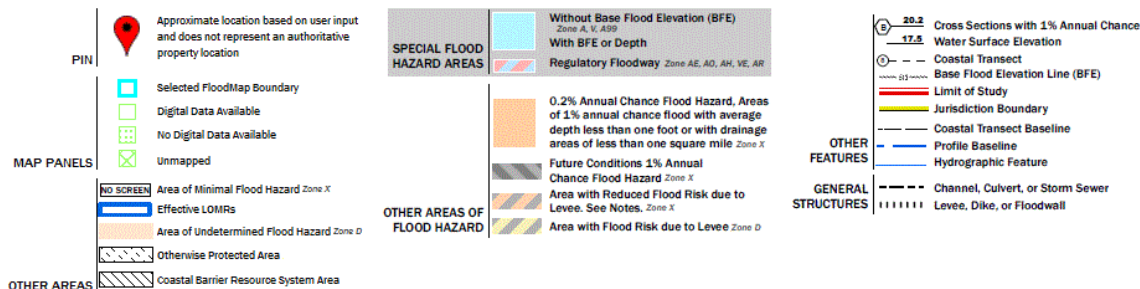 PIN
Approximate location based on user input
and does not represent an authoritative
property location
MAP PANELS
Selected FloodMap Boundary
Digital Data Available
No Digital Data Available
Unmapped
OTHER AREAS
NO SCREEN Area of Minimal Flood Hazard Zone X
Effective LOMRs
Area of Undetermined Flood Hazard Zone D
Otherwise Protected Area
Coastal Barrier Resource System Area
SPECIAL FLOOD
HAZARD AREAS
Without Base Flood Elevation (BFE)
Zone A, V, A99
With BFE or Depth
Regulatory Floodway Zone AE, AO, AH, VE, AR
OTHER AREAS OF
FLOOD HAZARD
0.2% Annual Chance Flood Hazard, Areas
of 1% annual chance flood with average
depth less than one foot or with drainage
areas of less than one square mile Zone X
Future Conditions 1% Annual
Chance Flood Hazard Zone X
Area with Reduced Flood Risk due to
Levee. See Notes. Zone X
Area with Flood Risk due to Levee Zone D
OTHER
FEATURES
B 20.2 Cross Sections with 1% Annual Chance
17.5 Water Surface Elevation
8 Coastal Transect
513 Base Flood Elevation Line (BFE)
Limit of Study
Jurisdiction Boundary
Coastal Transect Baseline
Profile Baseline
Hydrographic Feature
GENERAL
STRUCTURES
Channel, Culvert, or Storm Sewer
Levee, Dike, or Floodwall